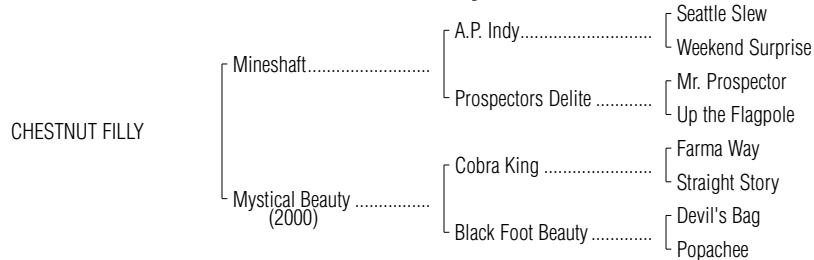 Seattle Slew
A.P. Indy............................
Weekend Surprise
Mineshaft..........................
Mr. Prospector
Prospectors Delite ............
Up the Flagpole
CHESTNUT FILLY
Farma Way
Cobra King .......................
Straight Story
Mystical Beauty ................
(2000)
Devil's Bag
Black Foot Beauty .............
Popachee